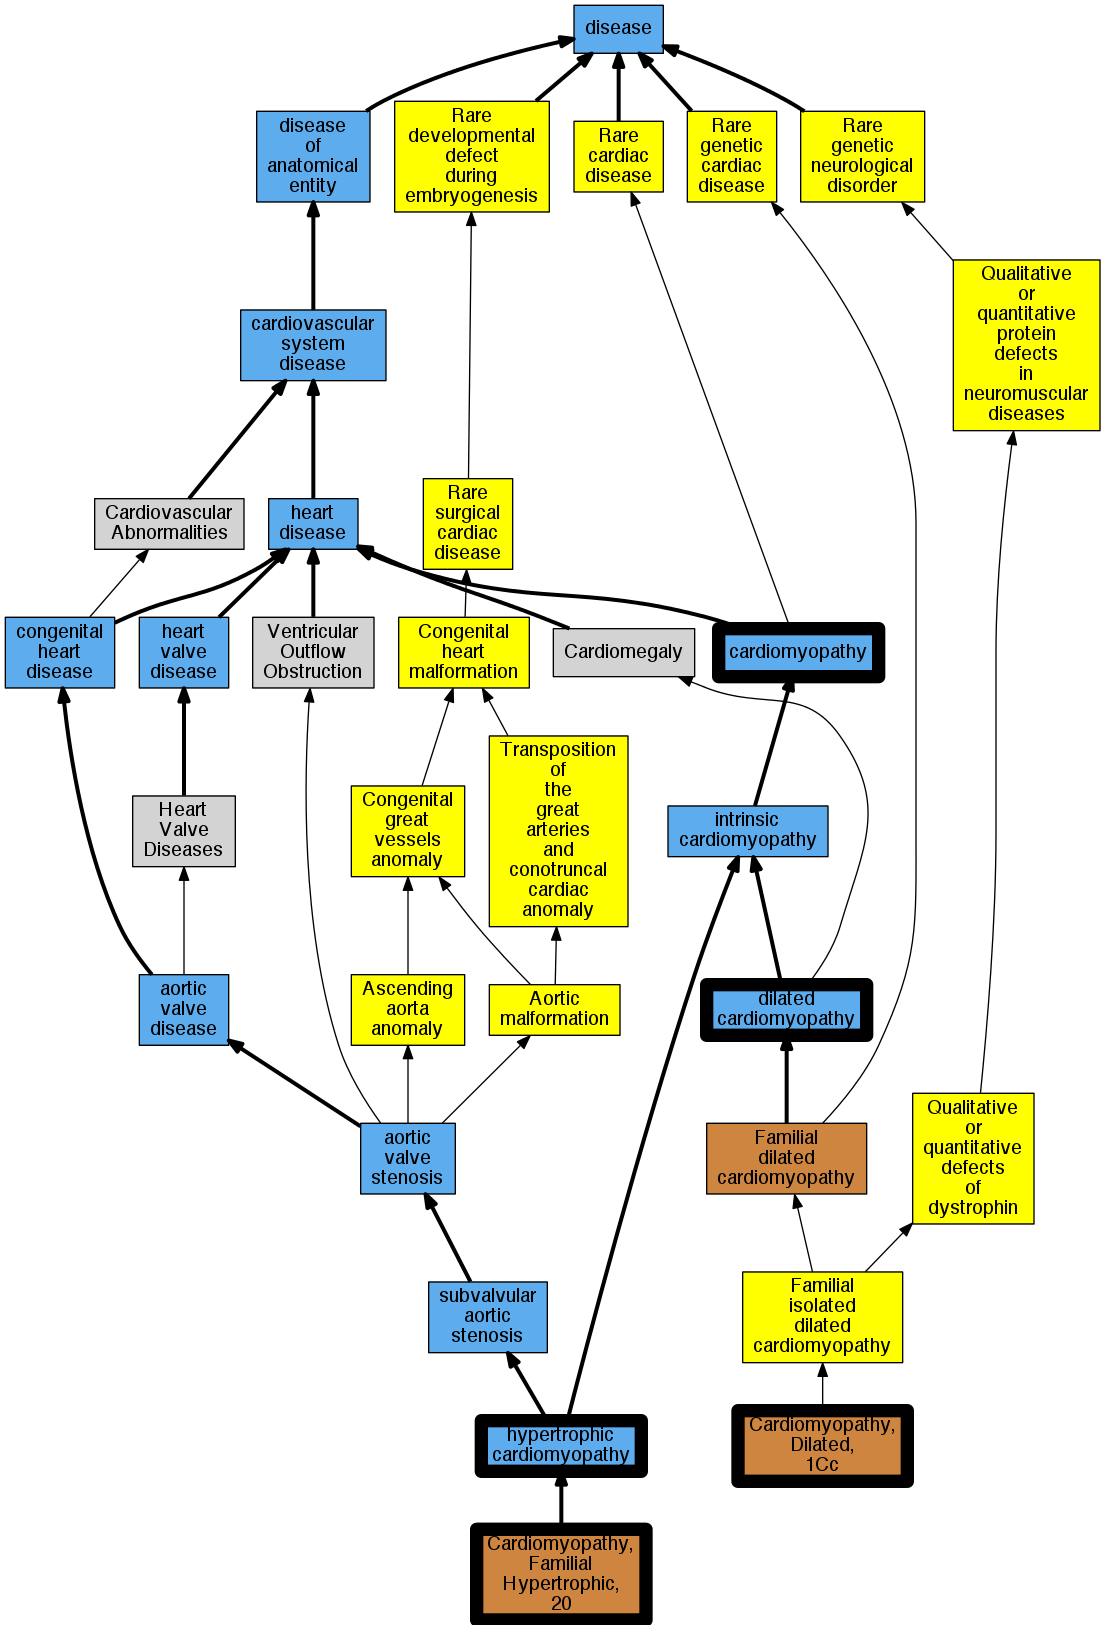 disease
disease
of
anatomical
entity
Rare
developmental
defect
during
embryogenesis
Rare
cardiac
disease
Rare
genetic
cardiac
disease
Rare
genetic
neurological
disorder
Qualitative
or
quantitative
protein
defects
in
neuromuscular
diseases
cardiovascular
system
disease
Cardiovascular
Abnormalities
heart
disease
Rare
surgical
cardiac
disease
congenital
heart
disease
heart
valve
disease
Ventricular
Outflow
Obstruction
Congenital
heart
malformation
Cardiomegaly
cardiomyopathy
Transposition
of
the
great
arteries
and
conotruncal
cardiac
anomaly
Heart
Valve
Diseases
Congenital
great
vessels
anomaly
intrinsic
cardiomyopathy
aortic
valve
disease
Ascending
aorta
anomaly
Aortic
malformation
dilated
cardiomyopathy
aortic
valve
stenosis
Familial
dilated
cardiomyopathy
Qualitative
or
quantitative
defects
of
dystrophin
subvalvular
aortic
stenosis
Familial
isolated
dilated
cardiomyopathy
hypertrophic
cardiomyopathy
Cardiomyopathy,
Dilated,
1Cc
Cardiomyopathy,
Familial
Hypertrophic,
20